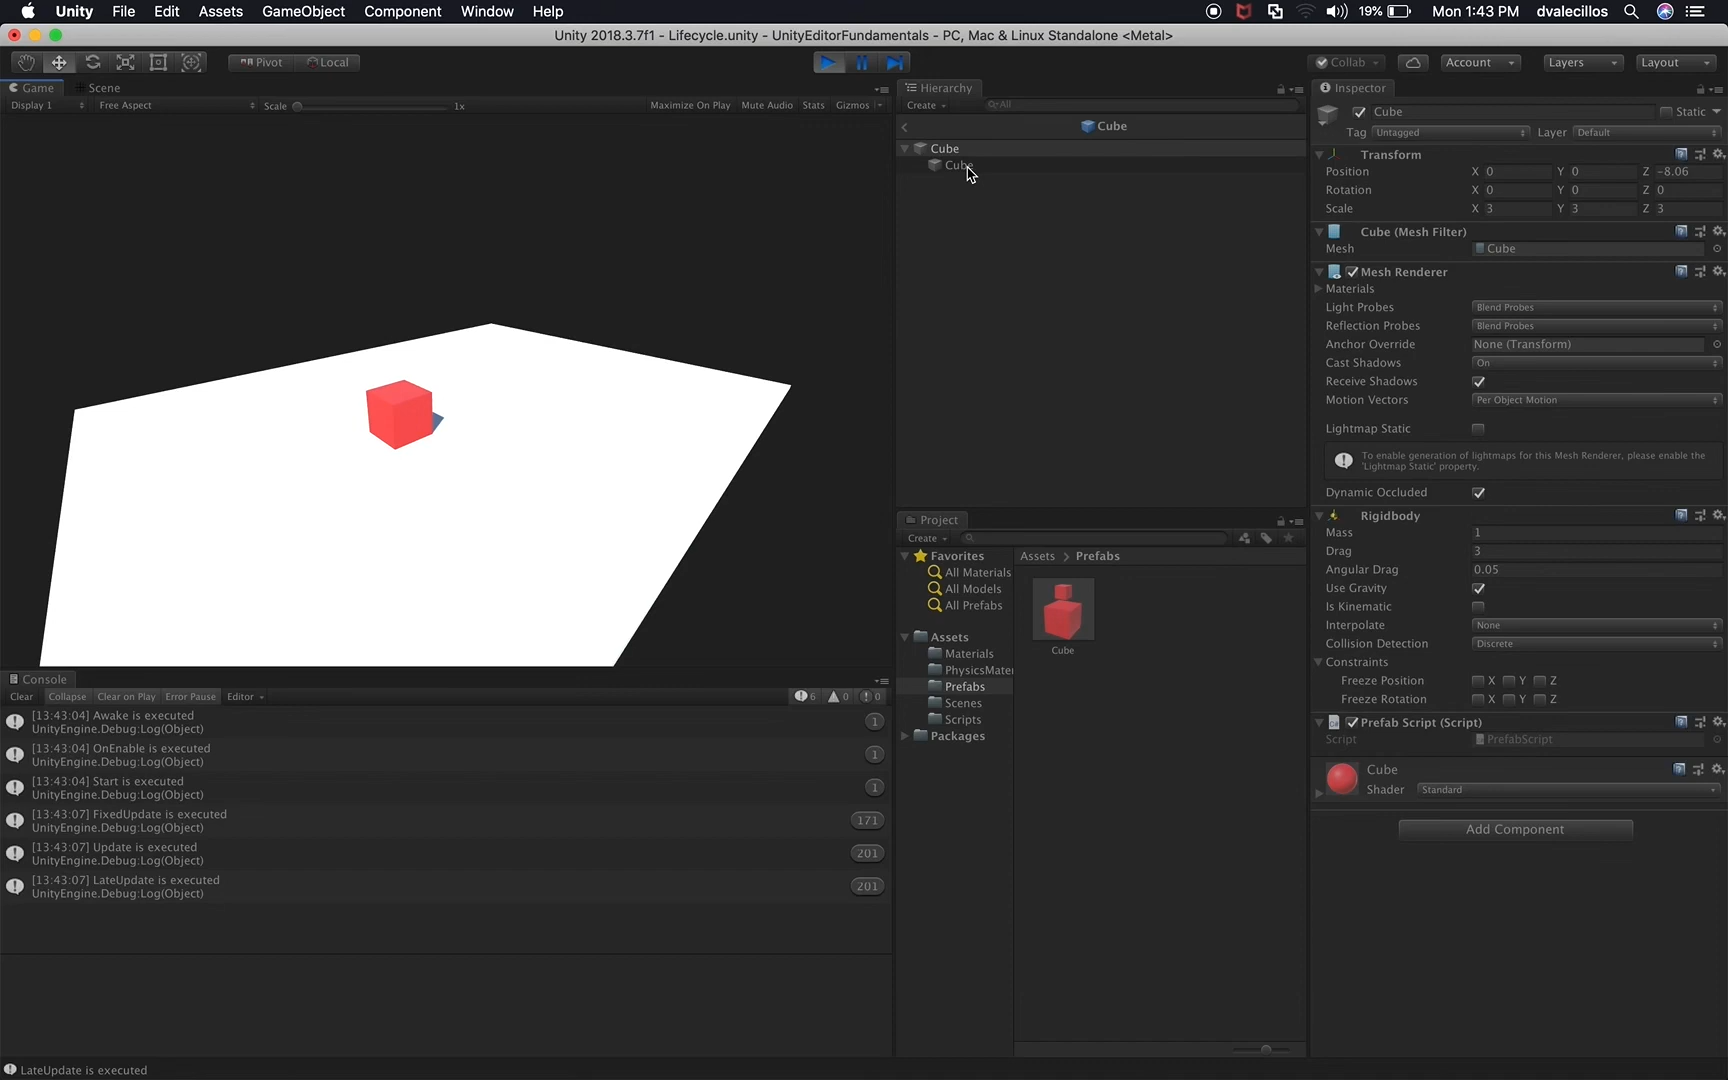 Unity File Edit Assets GameObject Component Window Help 19% Mon 1:43 PM dvalecillos
Unity 2018.3.7f1 - Lifecycle.unity - UnityEditorFundamentals - PC, Mac & Linux Standalone <Metal>
Pivot Local Collab Account Layers Layout
Game Scene
Display 1 Free Aspect Scale 1x Maximize On Play Mute Audio Stats Gizmos
Hierarchy
Create All
Cube
Cube
Cube
Project
Create
Favorites
All Materials
All Models
All Prefabs
Assets
Materials
PhysicsMater
Prefabs
Scenes
Scripts
Packages
Assets > Prefabs
Cube
Console
Clear Collapse Clear on Play Error Pause Editor 6 0 0
[13:43:04] Awake is executed
UnityEngine.Debug:Log(Object) 1
[13:43:04] OnEnable is executed
UnityEngine.Debug:Log(Object) 1
[13:43:04] Start is executed
UnityEngine.Debug:Log(Object) 1
[13:43:07] FixedUpdate is executed
UnityEngine.Debug:Log(Object) 171
[13:43:07] Update is executed
UnityEngine.Debug:Log(Object) 201
[13:43:07] LateUpdate is executed
UnityEngine.Debug:Log(Object) 201
LateUpdate is executed
Inspector
Cube Static
Tag Untagged Layer Default
Transform
Position X 0 Y 0 Z -8.06
Rotation X 0 Y 0 Z 0
Scale X 3 Y 3 Z 3
Cube (Mesh Filter)
Mesh Cube
Mesh Renderer
Materials
Light Probes Blend Probes
Reflection Probes Blend Probes
Anchor Override None (Transform)
Cast Shadows On
Receive Shadows
Motion Vectors Per Object Motion
Lightmap Static
To enable generation of lightmaps for this Mesh Renderer, please enable the
'Lightmap Static' property.
Dynamic Occluded
Rigidbody
Mass 1
Drag 3
Angular Drag 0.05
Use Gravity
Is Kinematic
Interpolate None
Collision Detection Discrete
Constraints
Freeze Position X Y Z
Freeze Rotation X Y Z
Prefab Script (Script)
Script PrefabScript
Cube
Shader Standard
Add Component